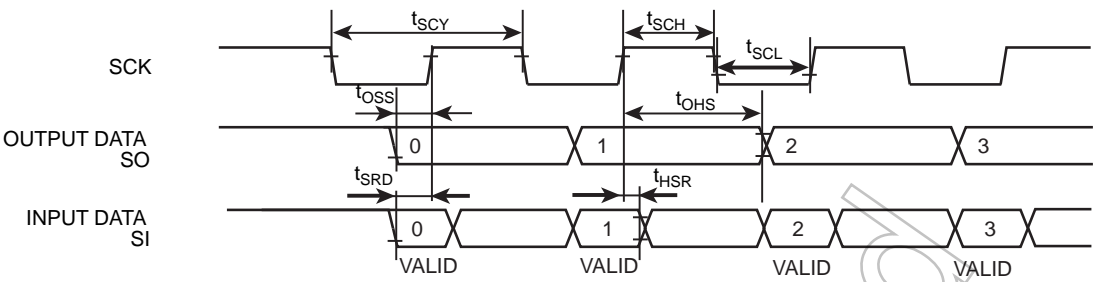 tSCY tSCH tSCL
SCK
tOSS tOHS
OUTPUT DATA SO 0 1 2 3
tSRD tHSR
INPUT DATA SI 0 1 2 3
VALID VALID VALID VALID